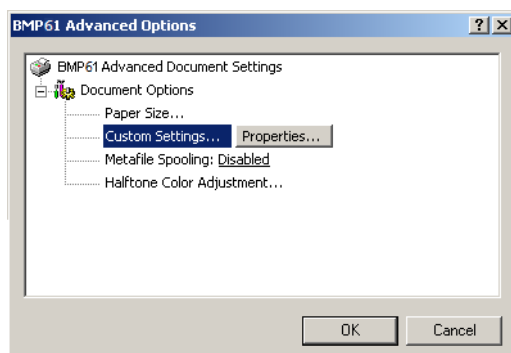 BMP61 Advanced Options
BMP61 Advanced Document Settings
Document Options
Paper Size...
Custom Settings... Properties...
Metafile Spooling: Disabled
Halftone Color Adjustment...
OK Cancel